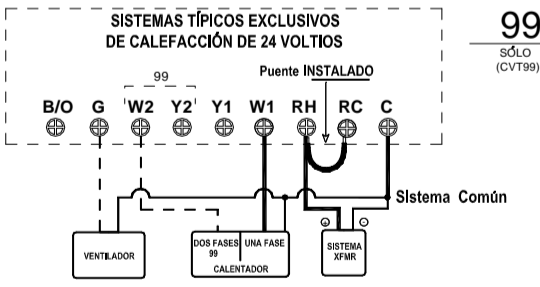 SISTEMAS TÍPICOS EXCLUSIVOS
DE CALEFACCIÓN DE 24 VOLTIOS
99
SÓLO
(CVT99)
99
Puente INSTALADO
B/O G W2 Y2 Y1 W1 RH RC C
Sistema Común
VENTILADOR
DOS FASES
99
UNA FASE
CALENTADOR
SISTEMA
XFMR